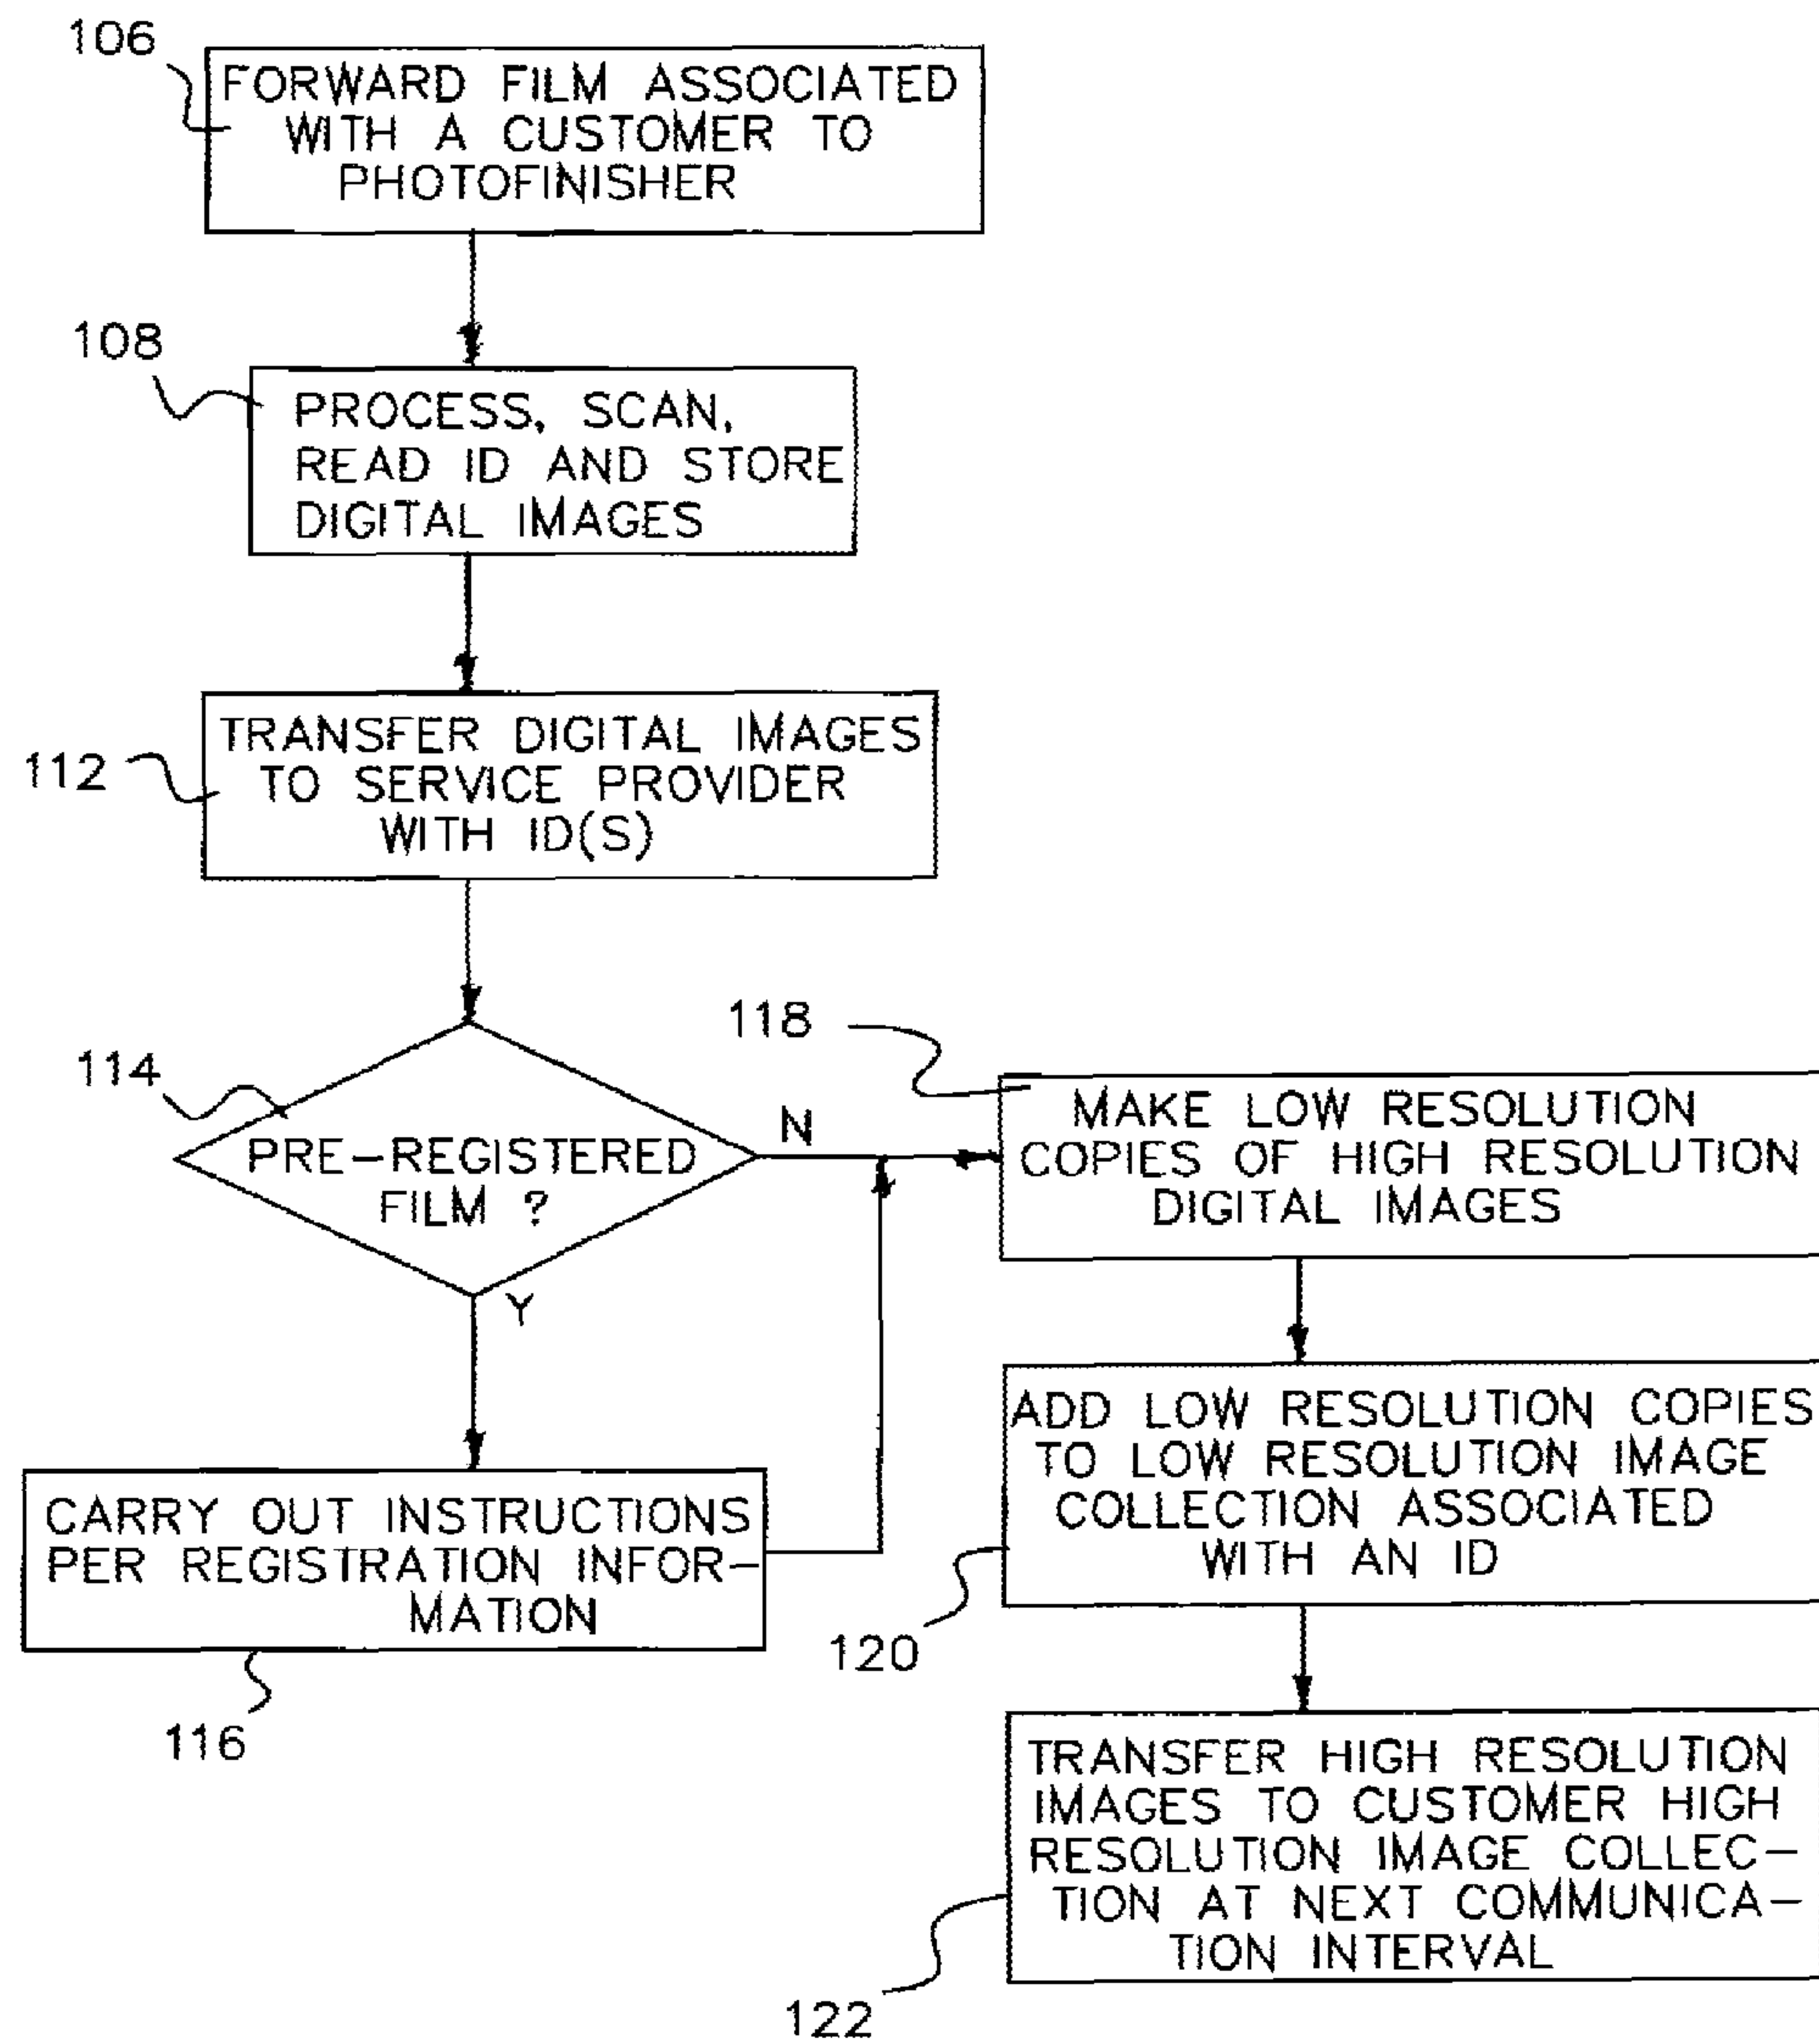 106
FORWARD FILM ASSOCIATED
WITH A CUSTOMER TO
PHOTOFINISHER
108
PROCESS, SCAN,
READ ID AND STORE
DIGITAL IMAGES
112
TRANSFER DIGITAL IMAGES
TO SERVICE PROVIDER
WITH ID(S)
114
PRE-REGISTERED
FILM ?
N
Y
CARRY OUT INSTRUCTIONS
PER REGISTRATION INFOR-
MATION
116
118
MAKE LOW RESOLUTION
COPIES OF HIGH RESOLUTION
DIGITAL IMAGES
ADD LOW RESOLUTION COPIES
TO LOW RESOLUTION IMAGE
COLLECTION ASSOCIATED
WITH AN ID
120
TRANSFER HIGH RESOLUTION
IMAGES TO CUSTOMER HIGH
RESOLUTION IMAGE COLLEC-
TION AT NEXT COMMUNICA-
TION INTERVAL
122